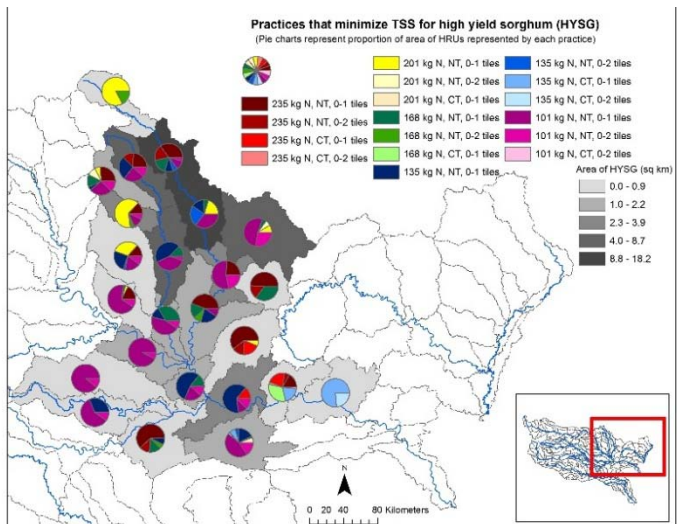 Practices that minimize TSS for high yield sorghum (HYSG)
(Pie charts represent proportion of area of HRUs represented by each practice)
235 kg N, NT, 0-1 tiles
235 kg N, NT, 0-2 tiles
235 kg N, CT, 0-1 tiles
235 kg N, CT, 0-2 tiles
201 kg N, NT, 0-1 tiles
201 kg N, NT, 0-2 tiles
201 kg N, CT, 0-1 tiles
168 kg N, NT, 0-1 tiles
168 kg N, NT, 0-2 tiles
168 kg N, CT, 0-1 tiles
135 kg N, NT, 0-1 tiles
135 kg N, NT, 0-2 tiles
135 kg N, CT, 0-1 tiles
135 kg N, CT, 0-2 tiles
101 kg N, NT, 0-1 tiles
101 kg N, NT, 0-2 tiles
101 kg N, CT, 0-2 tiles
Area of HYSG (sq km)
0.0 - 0.9
1.0 - 2.2
2.3 - 3.9
4.0 - 8.7
8.8 - 18.2
N
0 20 40 80 Kilometers